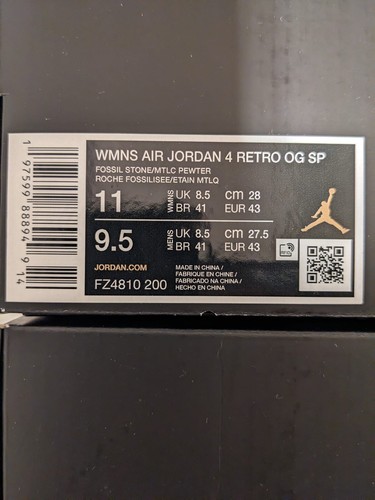 WMNS AIR JORDAN 4 RETRO OG SP
FOSSIL STONE/MTLC PEWTER
ROCHE FOSSILISEE/ETAIN MTLQ
11 WMNS UK 8.5 CM 28
BR 41 EUR 43
9.5 MENS UK 8.5 CM 27.5
BR 41 EUR 43
JORDAN.COM
FZ4810 200
MADE IN CHINA /
FABRIQUE EN CHINE /
FABRICADO NA CHINA /
HECHO EN CHINA
1 97599 88894 9 14